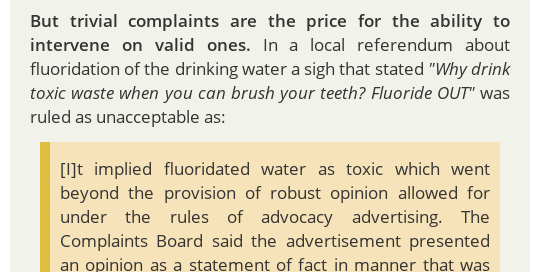 But trivial complaints are the price for the ability to
intervene on valid ones. In a local referendum about
fluoridation of the drinking water a sigh that stated "Why drink
toxic waste when you can brush your teeth? Fluoride OUT" was
ruled as unacceptable as:
[I]t implied fluoridated water as toxic which went
beyond the provision of robust opinion allowed for
under the rules of advocacy advertising. The
Complaints Board said the advertisement presented
an opinion as a statement of fact in manner that was